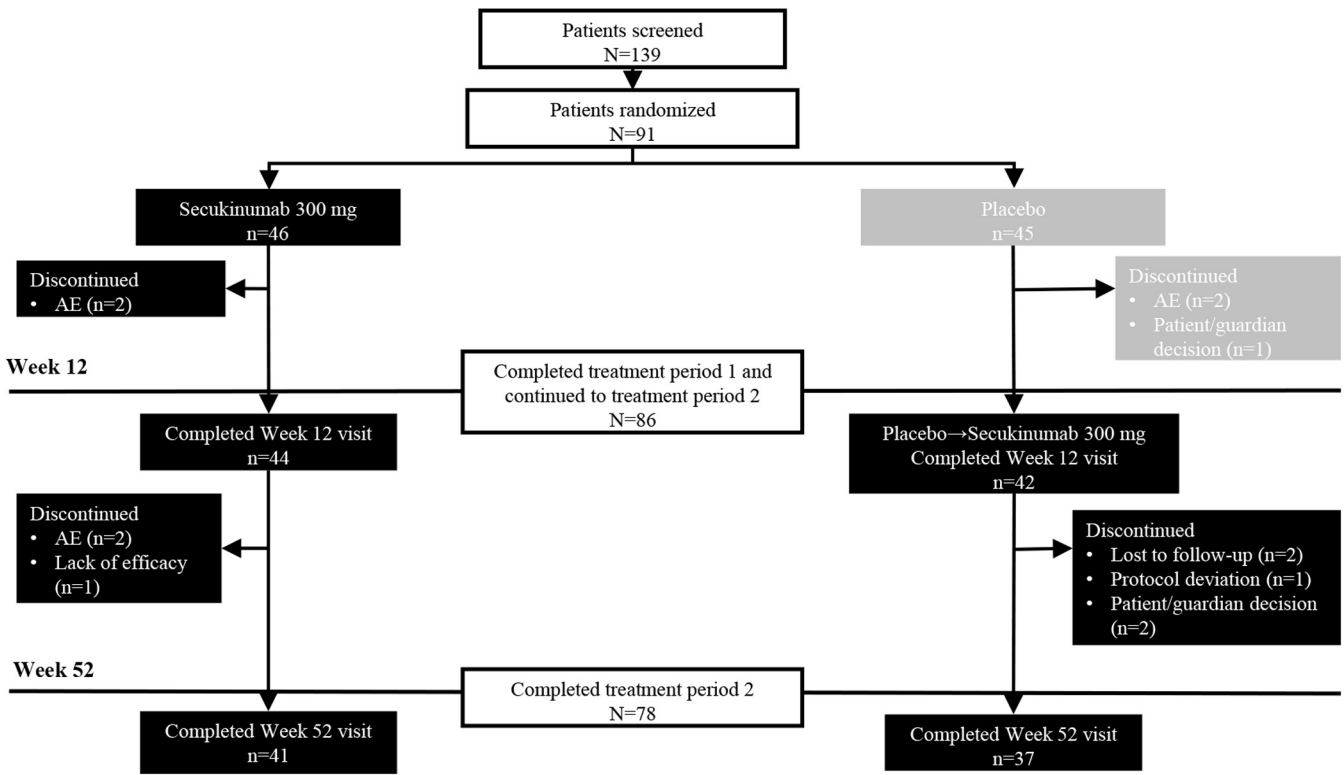 Patients screened
N=139
Patients randomized
N=91
Secukinumab 300 mg
n=46
Placebo
n=45
Discontinued
• AE (n=2)
Discontinued
• AE (n=2)
• Patient/guardian
decision (n=1)
Week 12
Completed treatment period 1 and
continued to treatment period 2
N=86
Completed Week 12 visit
n=44
Placebo→Secukinumab 300 mg
Completed Week 12 visit
n=42
Discontinued
• AE (n=2)
• Lack of efficacy
(n=1)
Discontinued
• Lost to follow-up (n=2)
• Protocol deviation (n=1)
• Patient/guardian decision
(n=2)
Week 52
Completed treatment period 2
N=78
Completed Week 52 visit
n=41
Completed Week 52 visit
n=37